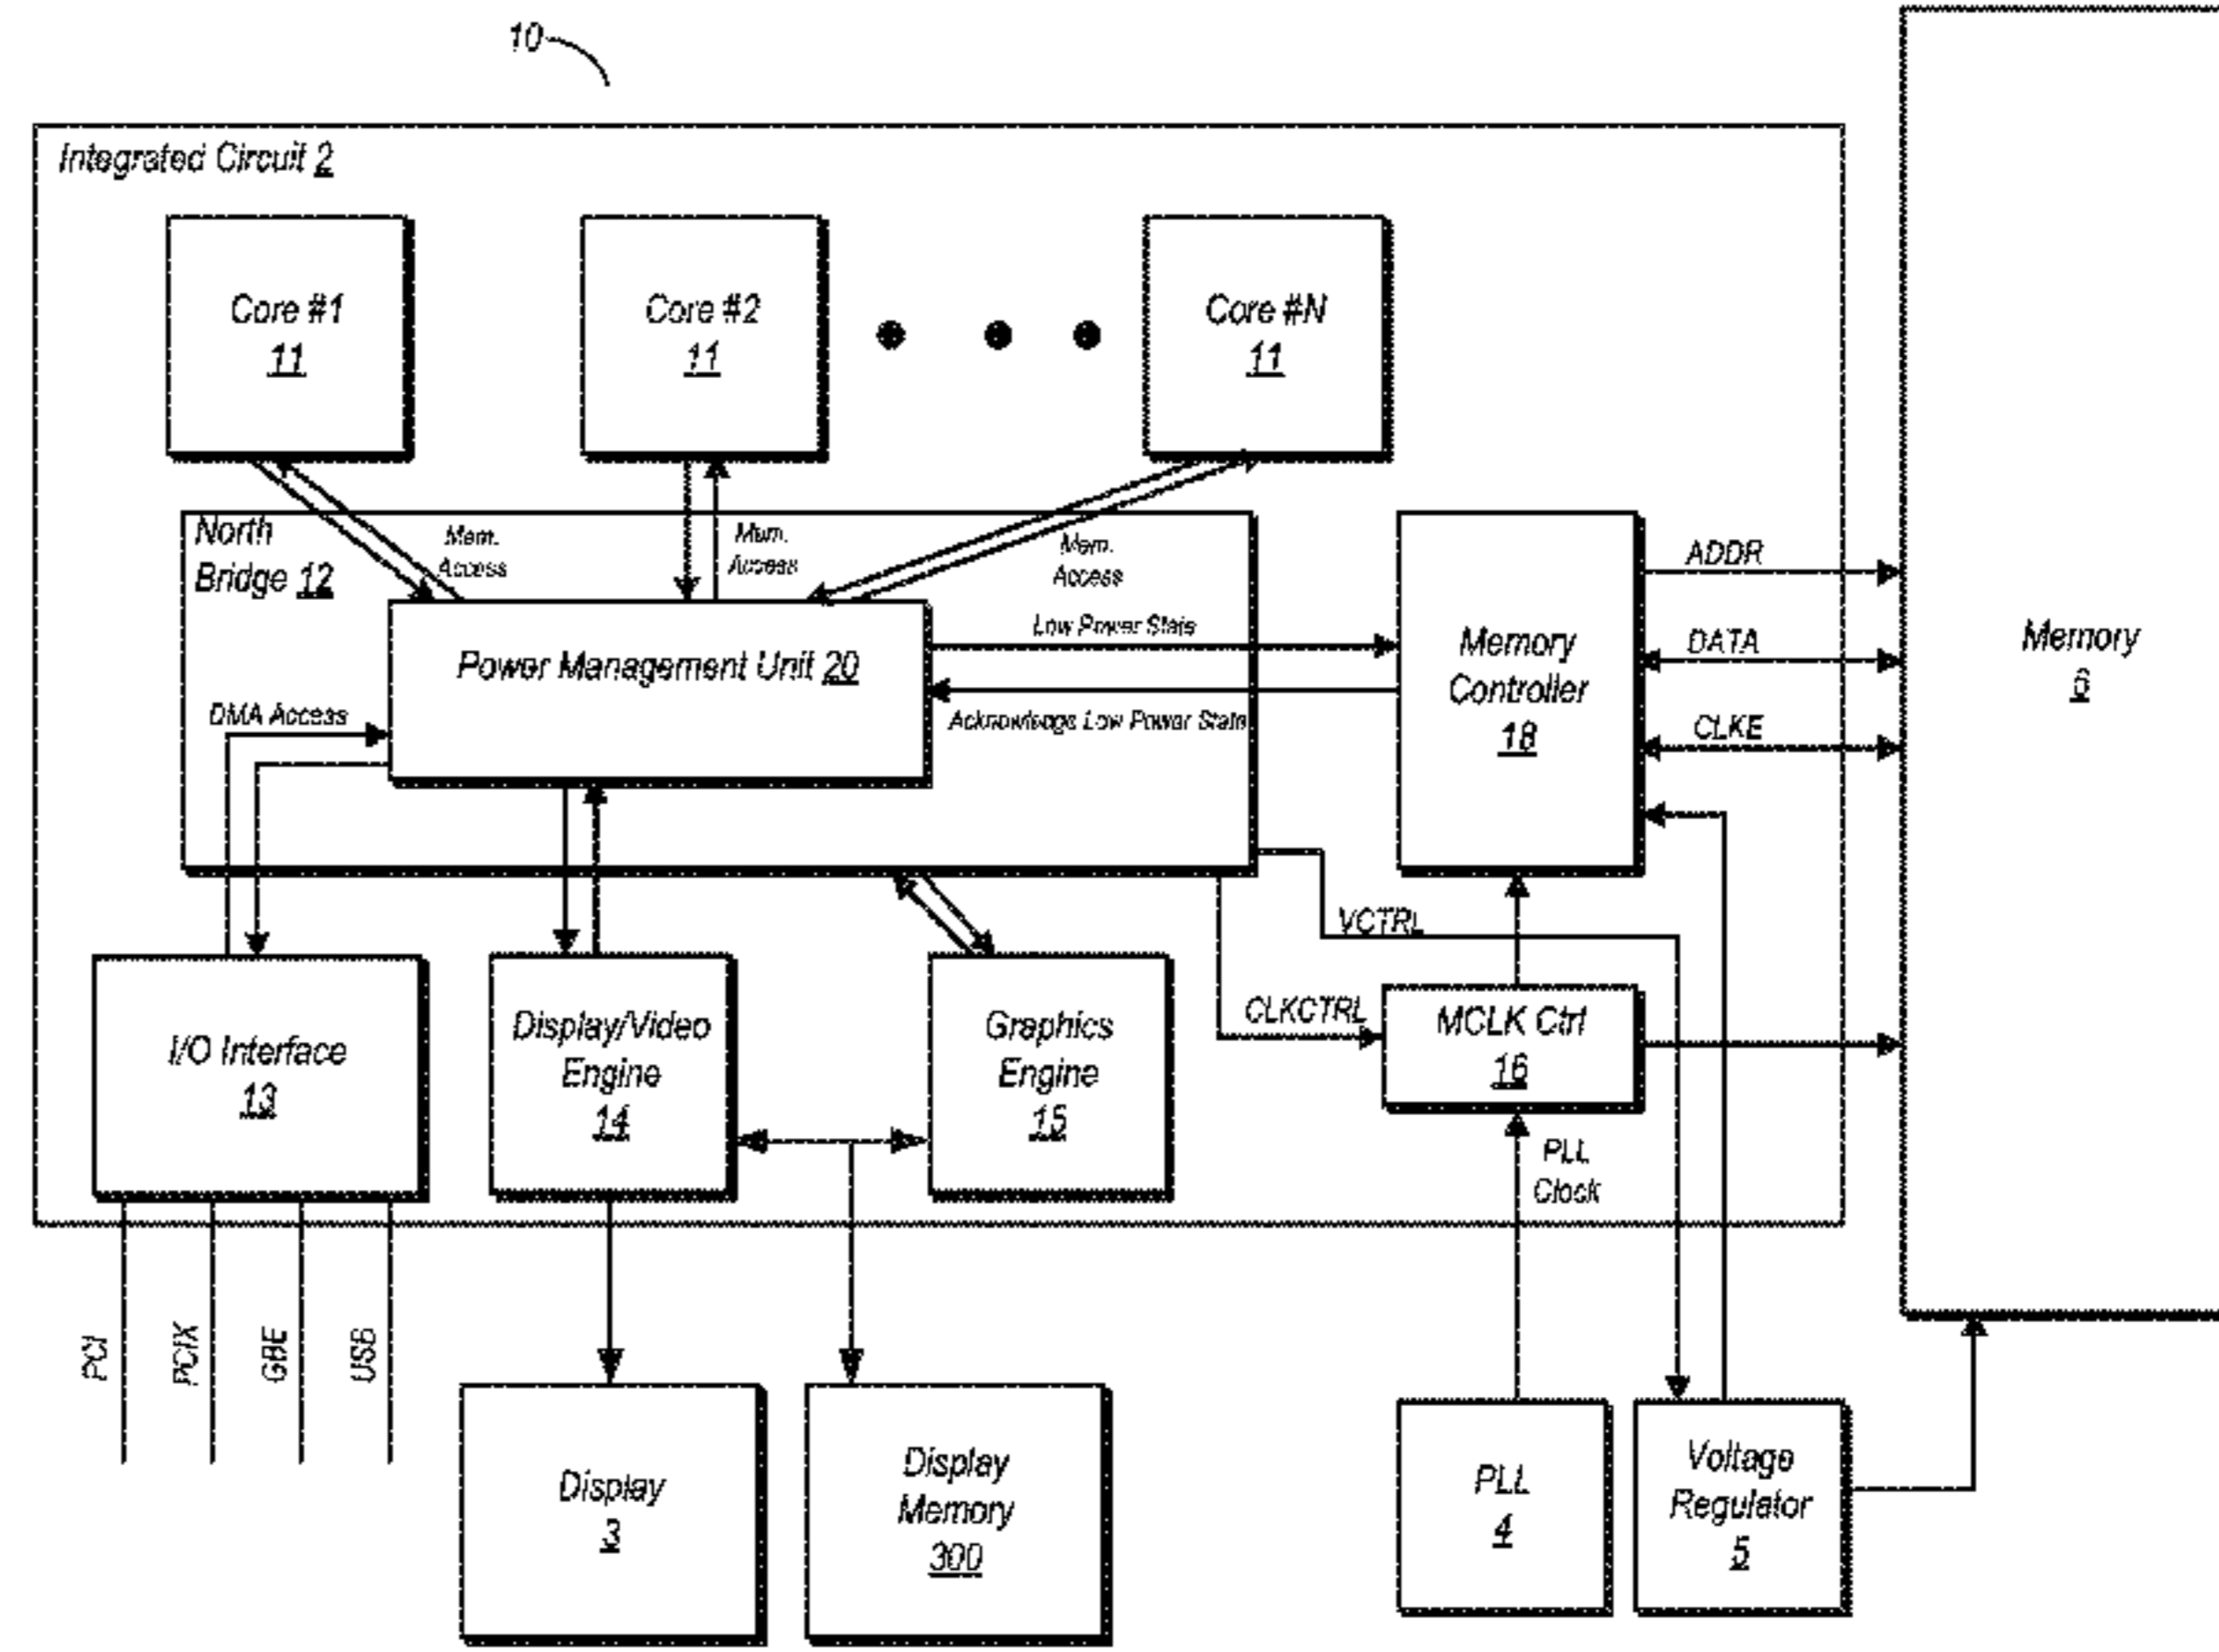 10
Integrated Circuit 2
Core #1
11
Core #2
11
Core #N
11
North
Bridge 12
Mem.
Access
Mem.
Access
Mem.
Access
Power Management Unit 20
Low Power State
Acknowledge Low Power State
DMA Access
Memory
Controller
18
ADDR
DATA
CLKE
Memory
6
VCTRL
CLKCTRL
MCLK Ctrl
16
I/O Interface
13
Display/Video
Engine
14
Graphics
Engine
15
PLL
Clock
PCI
PCIX
GBE
USB
Display
3
Display
Memory
300
PLL
4
Voltage
Regulator
5